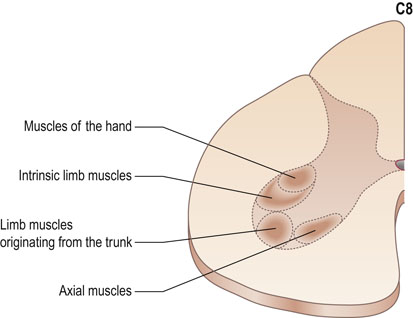 C8
Muscles of the hand
Intrinsic limb muscles
Limb muscles
originating from the trunk
Axial muscles